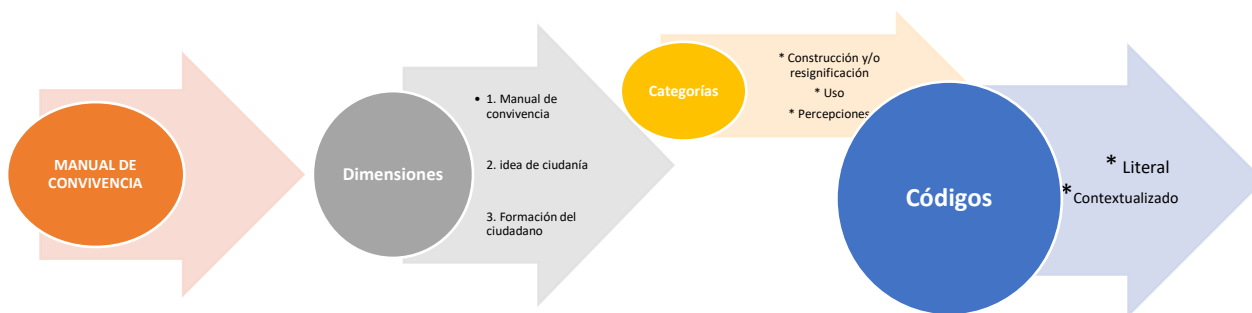 MANUAL DE
CONVIVENCIA
Dimensiones
• 1. Manual de
convivencia
2. idea de ciudanía
3. Formación del
ciudadano
Categorías
* Construcción y/o
resignificación
* Uso
* Percepciones
Códigos
* Literal
*Contextualizado